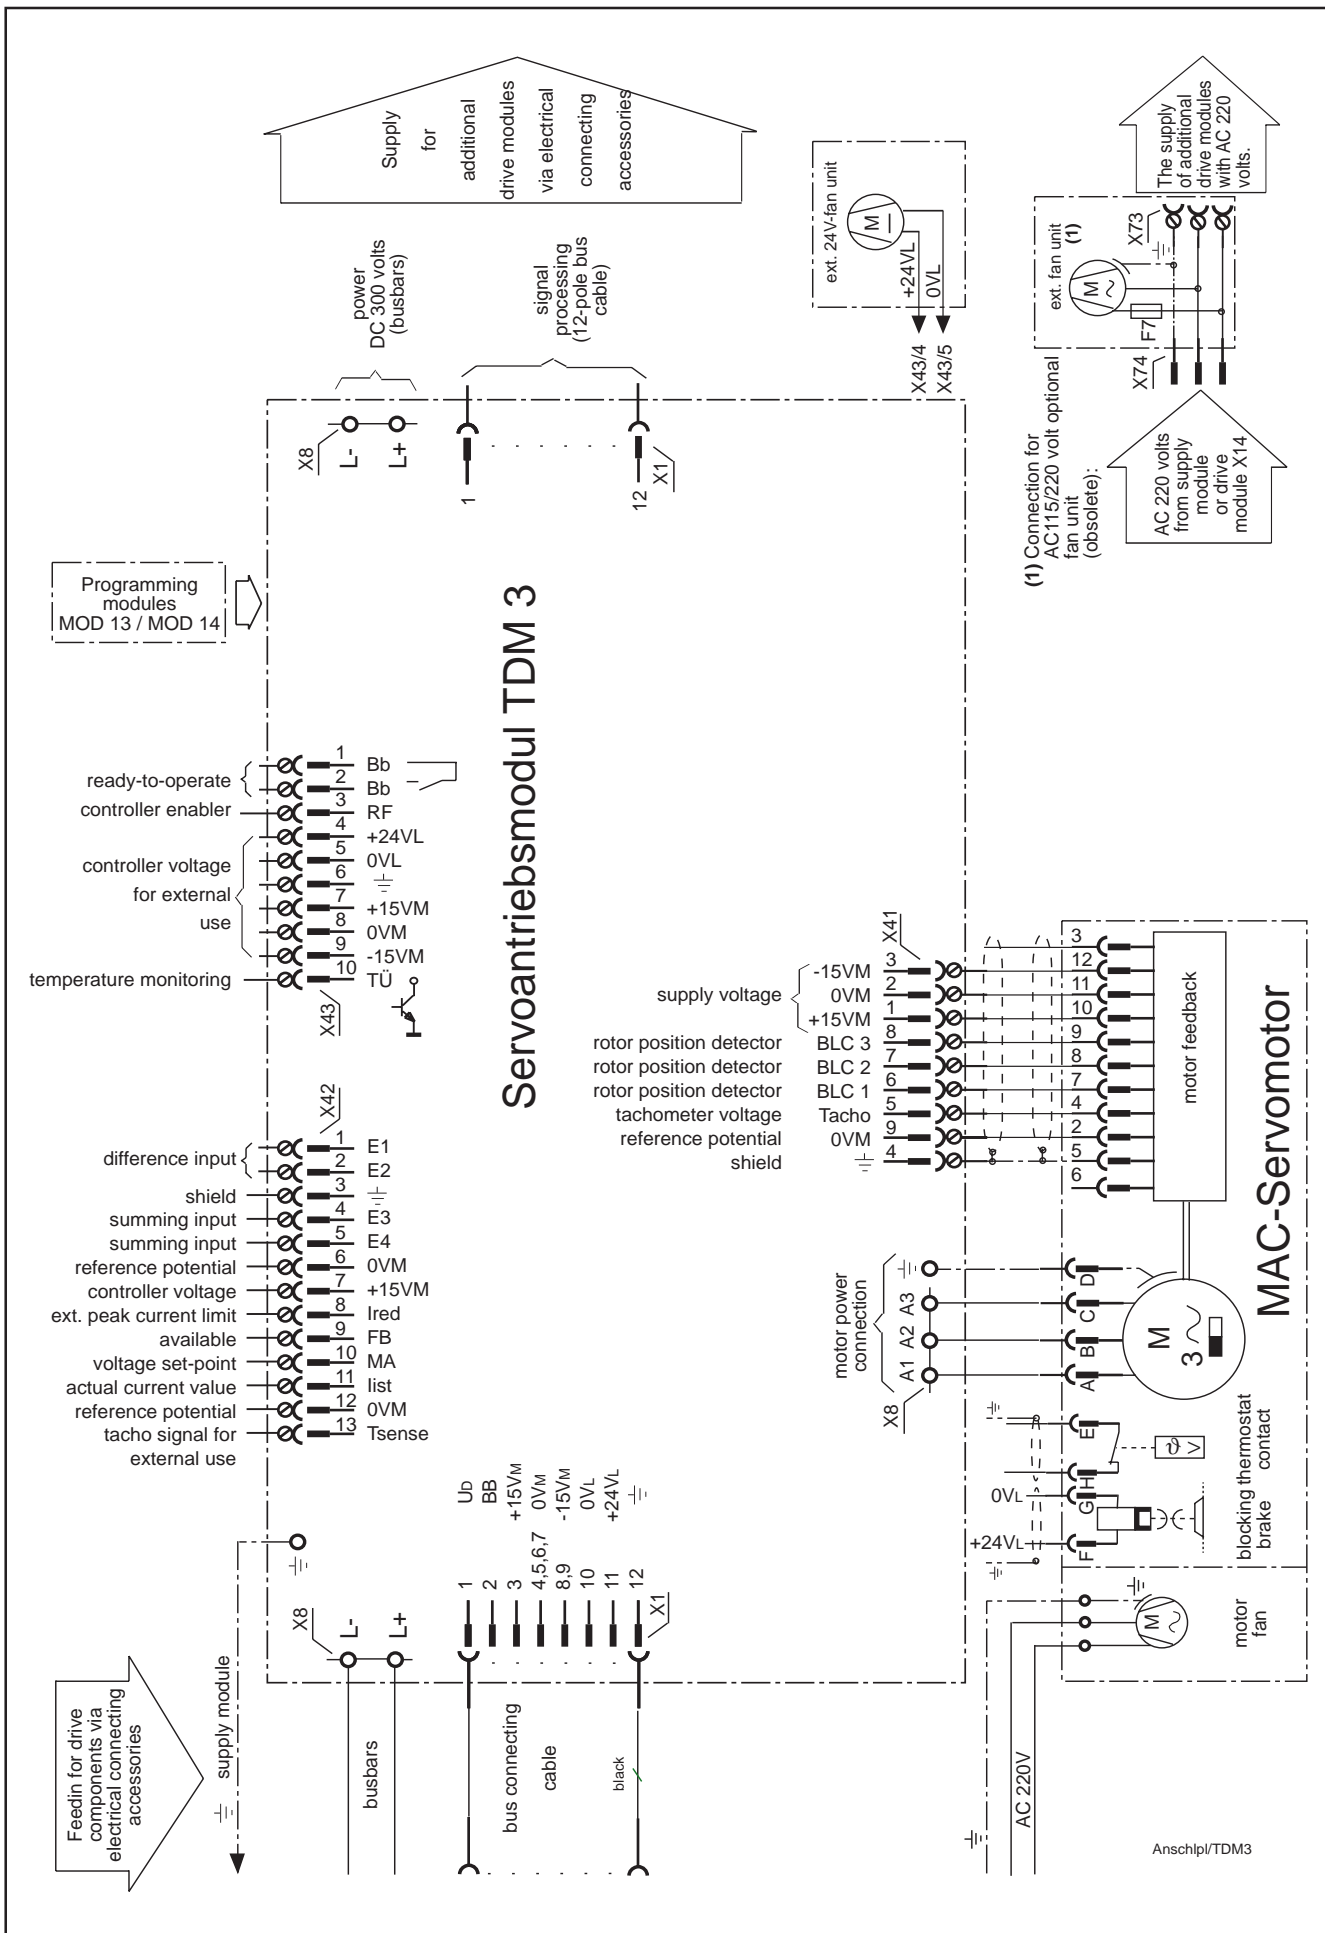 Supply
for
additional
drive modules
via electrical
connecting
accessories
The supply
of additional
drive modules
with AC 220
volts.
ext. 24V-fan unit
M
+24VL
0VL
X43/4
X43/5
ext. fan unit
(1)
M
F7
X73
X74
(1) Connection for
AC115/220 volt optional
fan unit
(obsolete):
AC 220 volts
from supply
module
or drive
module X14
power
DC 300 volts
(busbars)
signal
processing
(12-pole bus
cable)
X8
L-
L+
1
12
X1
Programming
modules
MOD 13 / MOD 14
Servoantriebsmodul TDM 3
ready-to-operate
1 Bb
2 Bb
controller enabler 3 RF
controller voltage
for external
use
4 +24VL
5 0VL
6
7 +15VM
8 0VM
9 -15VM
temperature monitoring 10 TÜ
X43
X42
difference input
1 E1
2 E2
shield 3
summing input 4 E3
summing input 5 E4
reference potential 6 0VM
controller voltage 7 +15VM
ext. peak current limit 8 Ired
available 9 FB
voltage set-point 10 MA
actual current value 11 Iist
reference potential 12 0VM
tacho signal for 13 Tsense
external use
X41
supply voltage
-15VM 3
0VM 2
+15VM 1
rotor position detector BLC 3 8
rotor position detector BLC 2 7
rotor position detector BLC 1 6
tachometer voltage Tacho 5
reference potential 0VM 9
shield 4
3
12
11
10
9
8
7
4
2
5
6
motor feedback
MAC-Servomotor
motor power
connection
X8
A1
A2
A3
D
C
B
A
M
3
E
H
G
F
0VL
+24VL
ϑ
V
blocking thermostat
brake contact
M
motor
fan
AC 220V
UD
BB
+15VM
0VM
-15VM
0VL
+24VL
1
2
3
4,5,6,7
8,9
10
11
12
X1
X8
L-
L+
Feedin for drive
components via
electrical connecting
accessories
supply module
busbars
bus connecting
cable
black
Anschlpl/TDM3